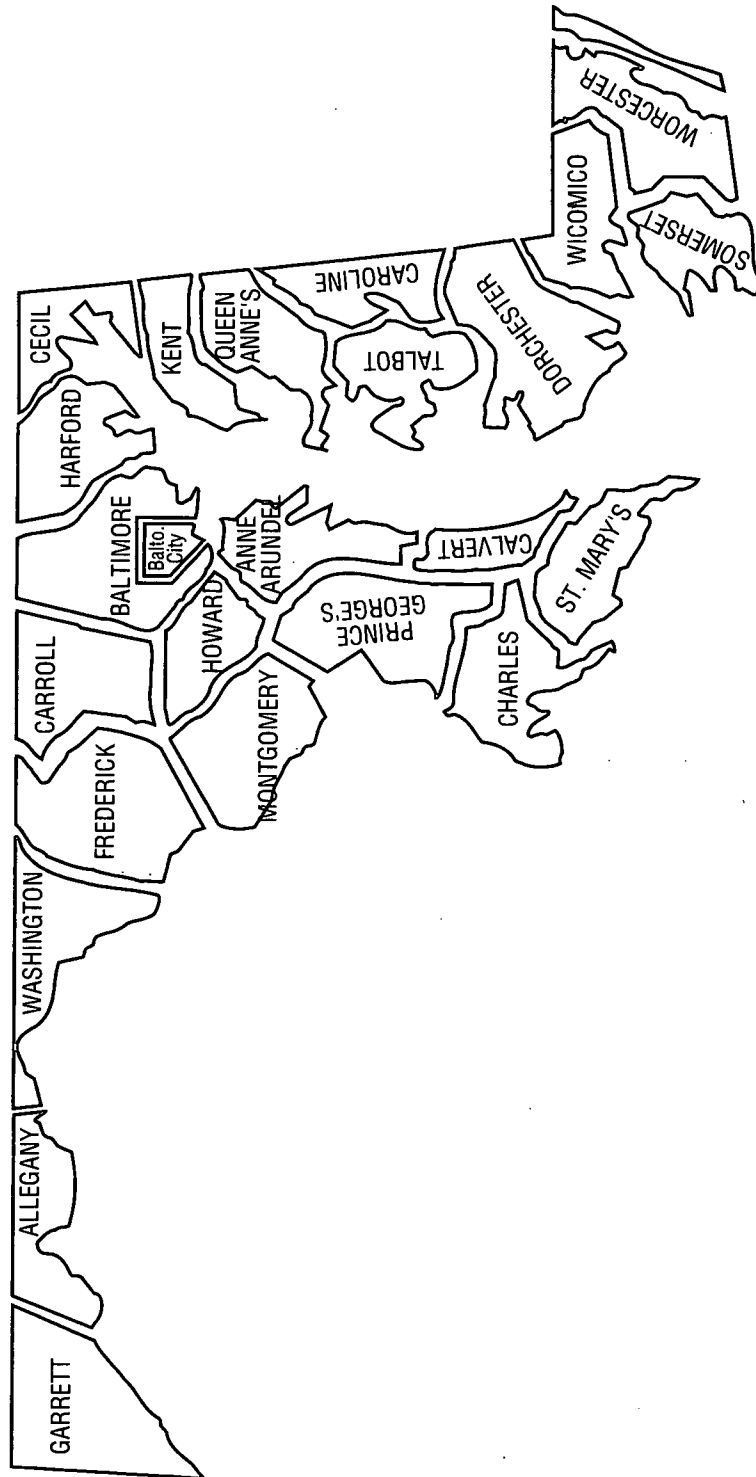 GARRETT
ALLEGANY
WASHINGTON
FREDERICK
CARROLL
BALTIMORE
Balto.
City
HARFORD
CECIL
KENT
QUEEN
ANNE'S
HOWARD
ANNE
ARUNDEL
MONTGOMERY
PRINCE
GEORGE'S
CAROLINE
TALBOT
CALVERT
CHARLES
ST. MARY'S
DORCHESTER
WICOMICO
WORCESTER
SOMERSET